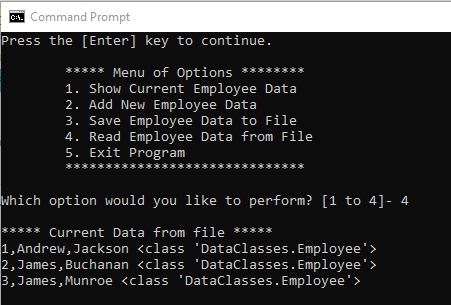 Command Prompt
Press the [Enter] key to continue.
***** Menu of Options ********
1. Show Current Employee Data
2. Add New Employee Data
3. Save Employee Data to File
4. Read Employee Data from File
5. Exit Program
******************************
Which option would you like to perform? [1 to 4]- 4
***** Current Data from file *****
1,Andrew,Jackson <class 'DataClasses.Employee'>
2,James,Buchanan <class 'DataClasses.Employee'>
3,James,Munroe <class 'DataClasses.Employee'>